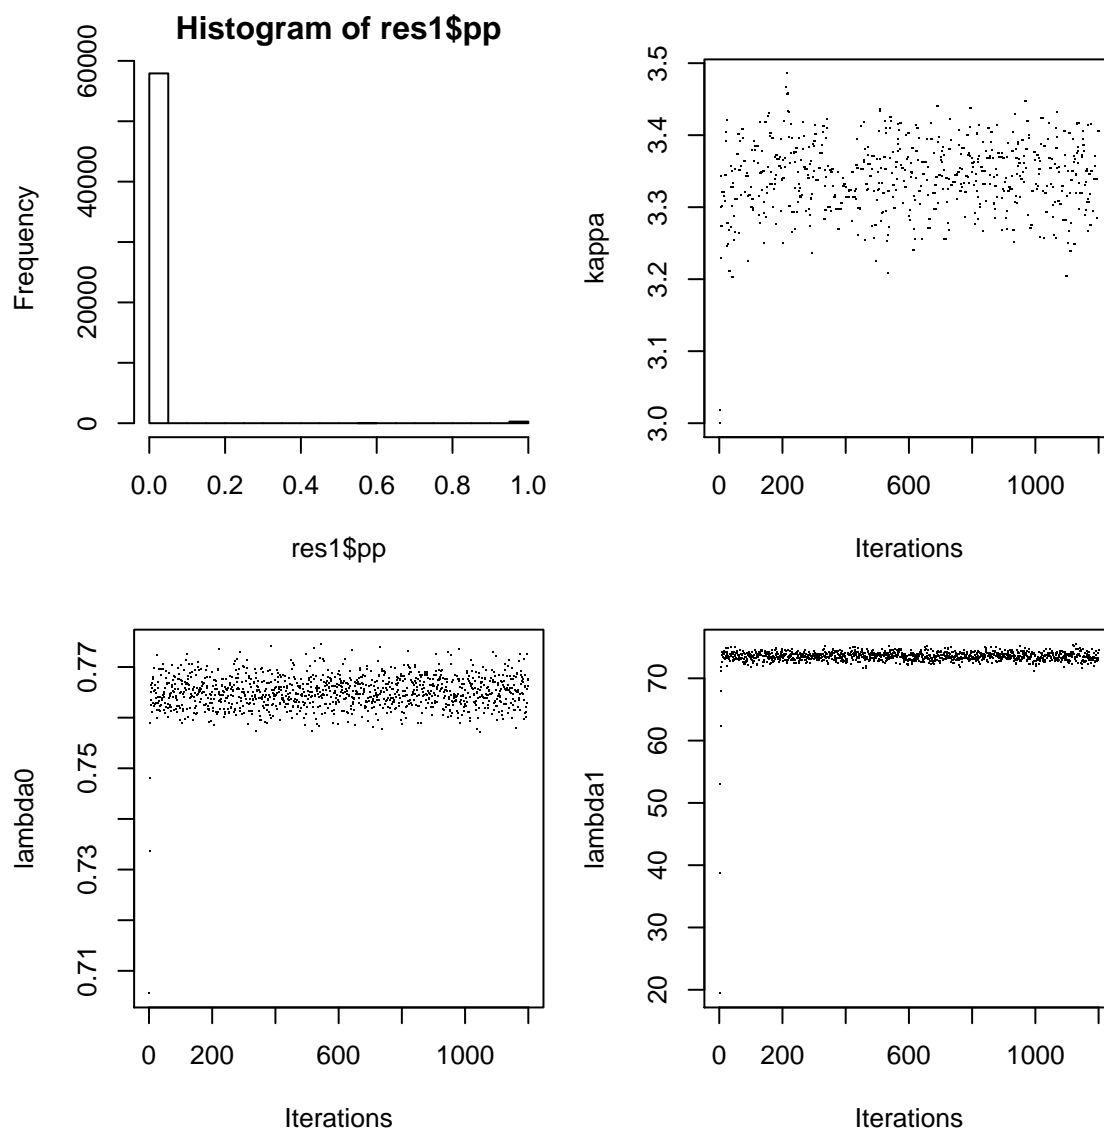 Histogram of res1$pp
Frequency
0
20000
40000
60000
0.0 0.2 0.4 0.6 0.8 1.0
res1$pp
kappa
3.0
3.1
3.2
3.3
3.4
3.5
0 200 600 1000
Iterations
lambda0
0.71
0.73
0.75
0.77
0 200 600 1000
Iterations
lambda1
20
30
40
50
60
70
0 200 600 1000
Iterations